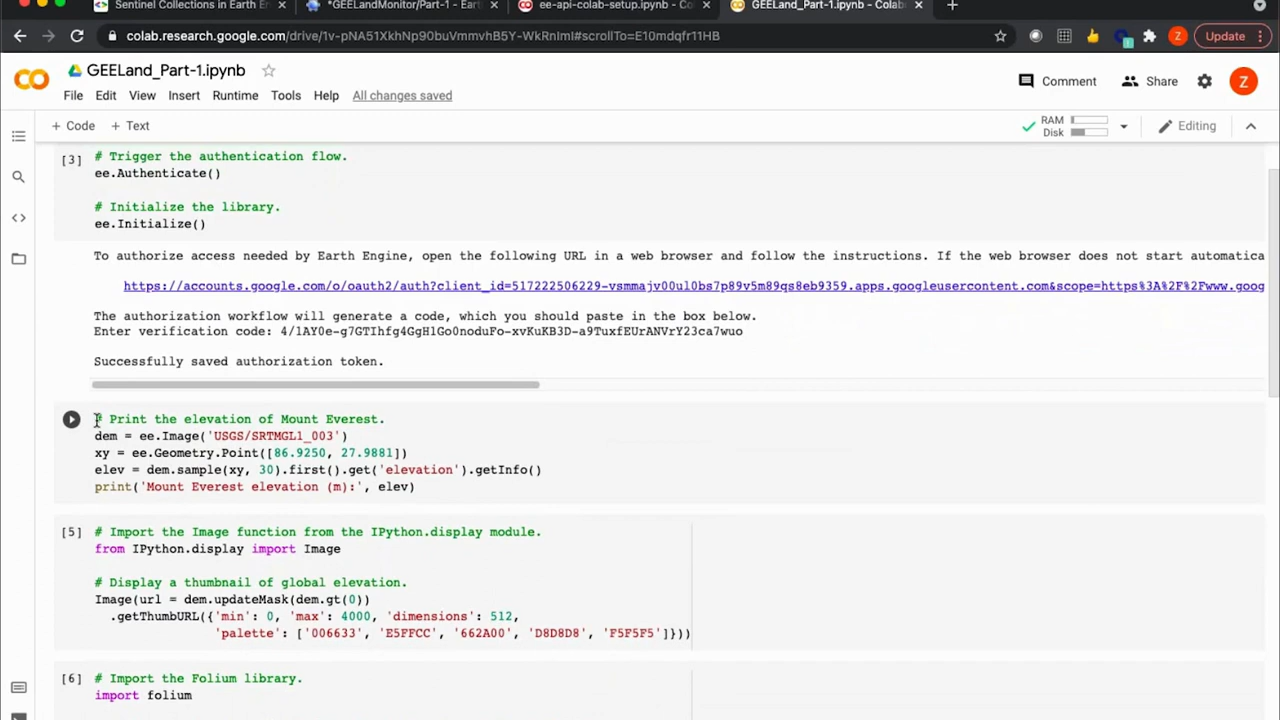 Sentinel Collections in Earth Er
*GEELandMonitor/Part-1 - Eart
ee-api-colab-setup.ipynb - Co
GEELand_Part-1.ipynb - Colab
colab.research.google.com/drive/1v-pNA51XkhNp90buVmmvhB5Y-WkRnImI#scrollTo=E10mdqfr11HB
Z
Update
GEELand_Part-1.ipynb
Comment
Share
Z
File Edit View Insert Runtime Tools Help All changes saved
+ Code + Text
RAM
Disk
Editing
[3] # Trigger the authentication flow.
ee.Authenticate()
# Initialize the library.
ee.Initialize()
To authorize access needed by Earth Engine, open the following URL in a web browser and follow the instructions. If the web browser does not start automatica
https://accounts.google.com/o/oauth2/auth?client_id=517222506229-vsmmajv00ul0bs7p89v5m89qs8eb9359.apps.googleusercontent.com&scope=https%3A%2F%2Fwww.goog
The authorization workflow will generate a code, which you should paste in the box below.
Enter verification code: 4/1AY0e-g7GTIhfg4GgHlGo0noduFo-xvKuKB3D-a9TuxfEUrANVrY23ca7wuo
Successfully saved authorization token.
# Print the elevation of Mount Everest.
dem = ee.Image('USGS/SRTMGL1_003')
xy = ee.Geometry.Point([86.9250, 27.9881])
elev = dem.sample(xy, 30).first().get('elevation').getInfo()
print('Mount Everest elevation (m):', elev)
[5] # Import the Image function from the IPython.display module.
from IPython.display import Image
# Display a thumbnail of global elevation.
Image(url = dem.updateMask(dem.gt(0))
.getThumbURL({'min': 0, 'max': 4000, 'dimensions': 512,
'palette': ['006633', 'E5FFCC', '662A00', 'D8D8D8', 'F5F5F5']}))
[6] # Import the Folium library.
import folium